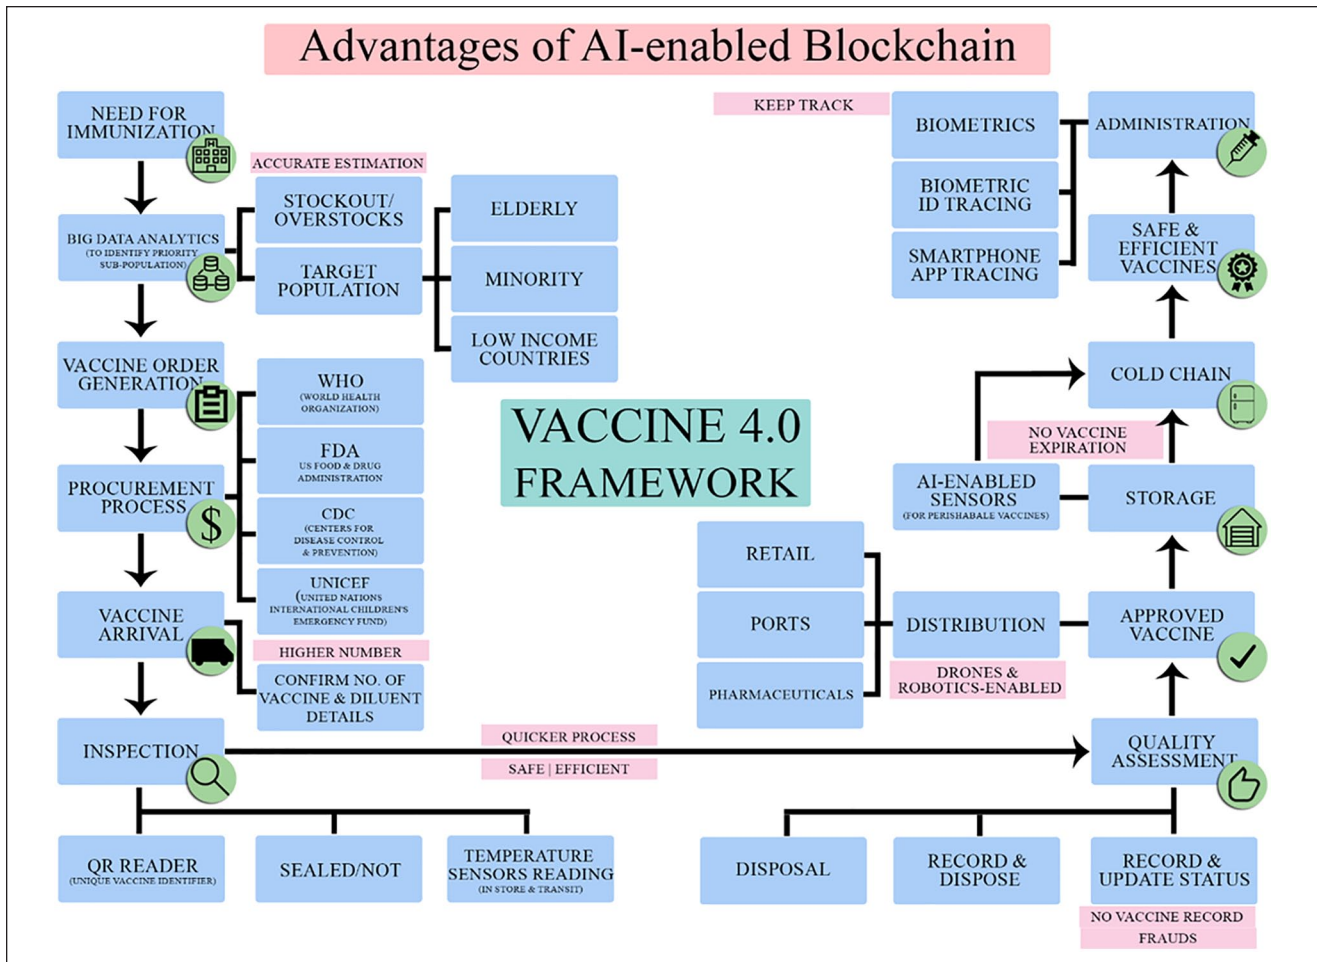 Advantages of AI-enabled Blockchain
NEED FOR
IMMUNIZATION
BIG DATA ANALYTICS
(TO IDENTIFY PRIORITY
SUB-POPULATION)
ACCURATE ESTIMATION
STOCKOUT/
OVERSTOCKS
TARGET
POPULATION
ELDERLY
MINORITY
LOW INCOME
COUNTRIES
VACCINE ORDER
GENERATION
PROCUREMENT
PROCESS
$
WHO
(WORLD HEALTH
ORGANIZATION)
FDA
US FOOD & DRUG
ADMINISTRATION
CDC
(CENTERS FOR
DISEASE CONTROL
& PREVENTION)
UNICEF
(UNITED NATIONS
INTERNATIONAL CHILDREN'S
EMERGENCY FUND)
VACCINE
ARRIVAL
HIGHER NUMBER
CONFIRM NO. OF
VACCINE & DILUENT
DETAILS
INSPECTION
QR READER
(UNIQUE VACCINE IDENTIFIER)
SEALED/NOT
TEMPERATURE
SENSORS READING
(IN STORE & TRANSIT)
VACCINE 4.0
FRAMEWORK
QUICKER PROCESS
SAFE | EFFICIENT
KEEP TRACK
BIOMETRICS
BIOMETRIC
ID TRACING
SMARTPHONE
APP TRACING
ADMINISTRATION
SAFE &
EFFICIENT
VACCINES
COLD CHAIN
NO VACCINE
EXPIRATION
AI-ENABLED
SENSORS
(FOR PERISHABALE VACCINES)
STORAGE
RETAIL
PORTS
PHARMACEUTICALS
DISTRIBUTION
DRONES &
ROBOTICS-ENABLED
APPROVED
VACCINE
QUALITY
ASSESSMENT
DISPOSAL
RECORD &
DISPOSE
RECORD &
UPDATE STATUS
NO VACCINE RECORD
FRAUDS